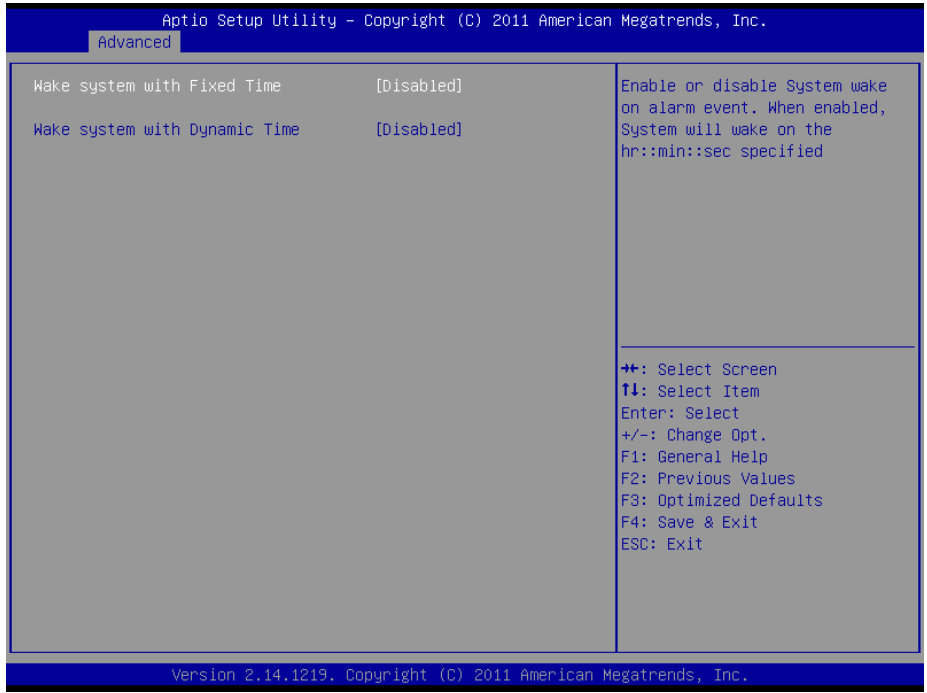 Aptio Setup Utility – Copyright (C) 2011 American Megatrends, Inc.
Advanced
Wake system with Fixed Time [Disabled]
Wake system with Dynamic Time [Disabled]
Enable or disable System wake
on alarm event. When enabled,
System will wake on the
hr::min::sec specified
→←: Select Screen
↑↓: Select Item
Enter: Select
+/-: Change Opt.
F1: General Help
F2: Previous Values
F3: Optimized Defaults
F4: Save & Exit
ESC: Exit
Version 2.14.1219. Copyright (C) 2011 American Megatrends, Inc.